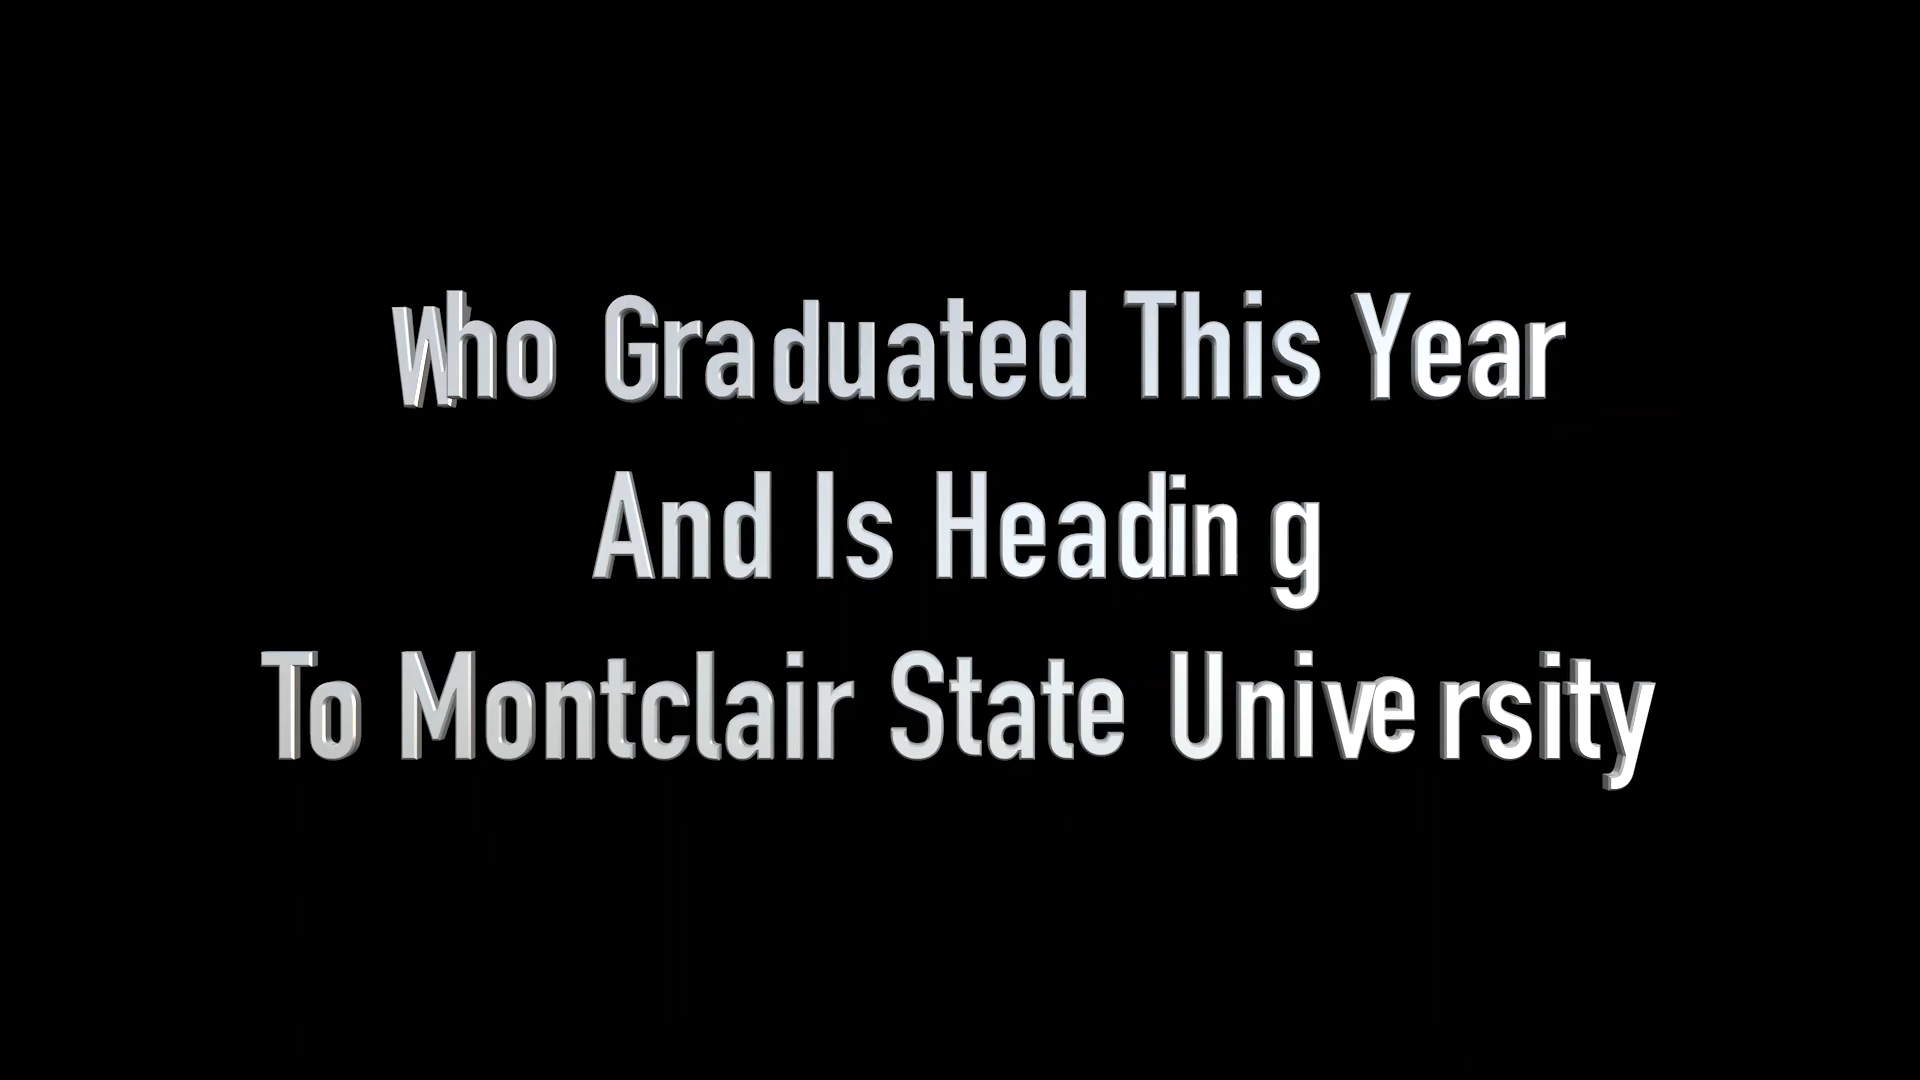 Who Graduated This Year
And Is Heading
To Montclair State University